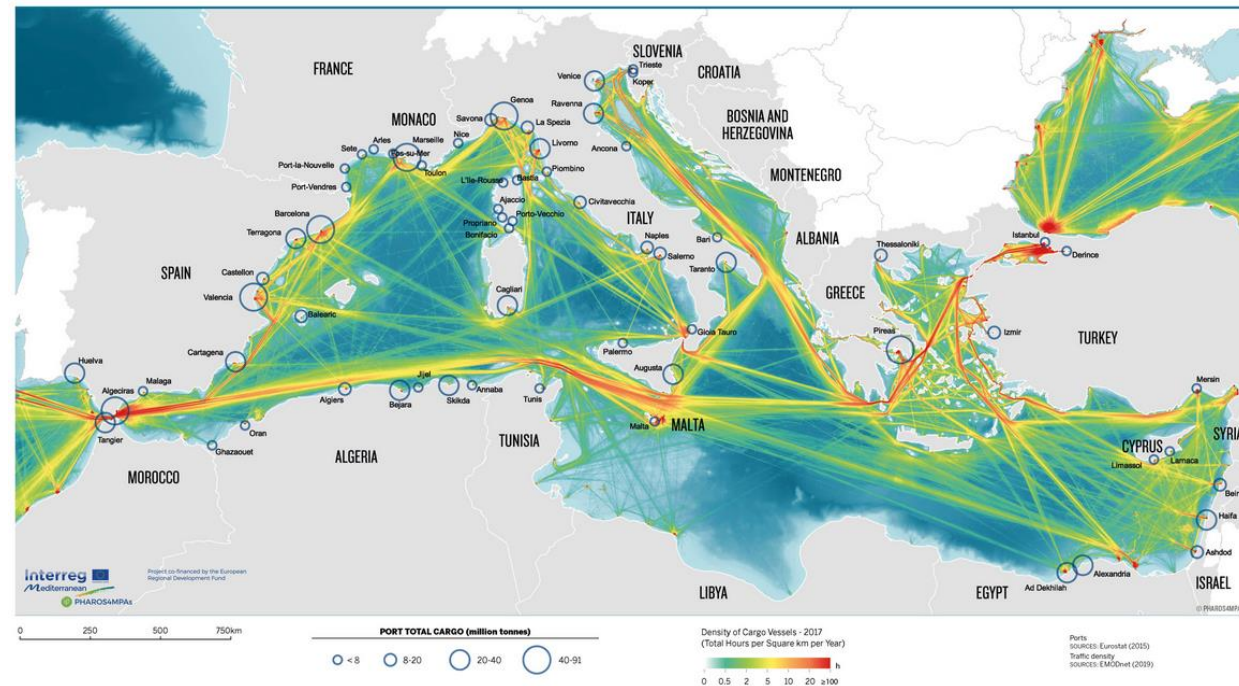 SLOVENIA
Trieste
Koper
CROATIA
Venice
FRANCE
BOSNIA AND
HERZEGOVINA
Ravenna
Genoa
Savona
MONACO
La Spezia
Marseille
Nice
Arles
Sete
Fos-sur-Mer
Toulon
Livorno
Ancona
Port-la-Nouvelle
Piombino
MONTENEGRO
L'Ile-Rousse
Bastia
Port-Vendres
Ajaccio
Civitavecchia
Porto-Vecchio
Propriano
Bonifacio
ITALY
Barcelona
Terragona
Naples
Salerno
Bari
ALBANIA
Taranto
Thessaloniki
Istanbul
Derince
SPAIN
Castellon
Valencia
Balearic
Cagliari
GREECE
Gioia Tauro
Pireas
Izmir
TURKEY
Palermo
Augusta
Cartagena
Huelva
Algeciras
Malaga
Tangier
Algiers
Bejara
Jijel
Skikda
Annaba
Tunis
Mersin
Malta
MALTA
CYPRUS
SYRI
Oran
Ghazaouet
Limassol
Larnaca
TUNISIA
ALGERIA
MOROCCO
Beir
Haifa
Ashdod
Ad Dekhilah
Alexandria
LIBYA
EGYPT
ISRAEL
Interreg
Mediterranean
PHAROS4MPAs
Project co-financed by the European
Regional Development Fund
© PHAROS4MPA
0 250 500 750km
PORT TOTAL CARGO (million tonnes)
< 8 8-20 20-40 40-91
Density of Cargo Vessels - 2017
(Total Hours per Square km per Year)
h
0 0.5 2 5 10 20 ≥100
Ports
SOURCES: Eurostat (2015)
Traffic density
SOURCES: EMODnet (2019)